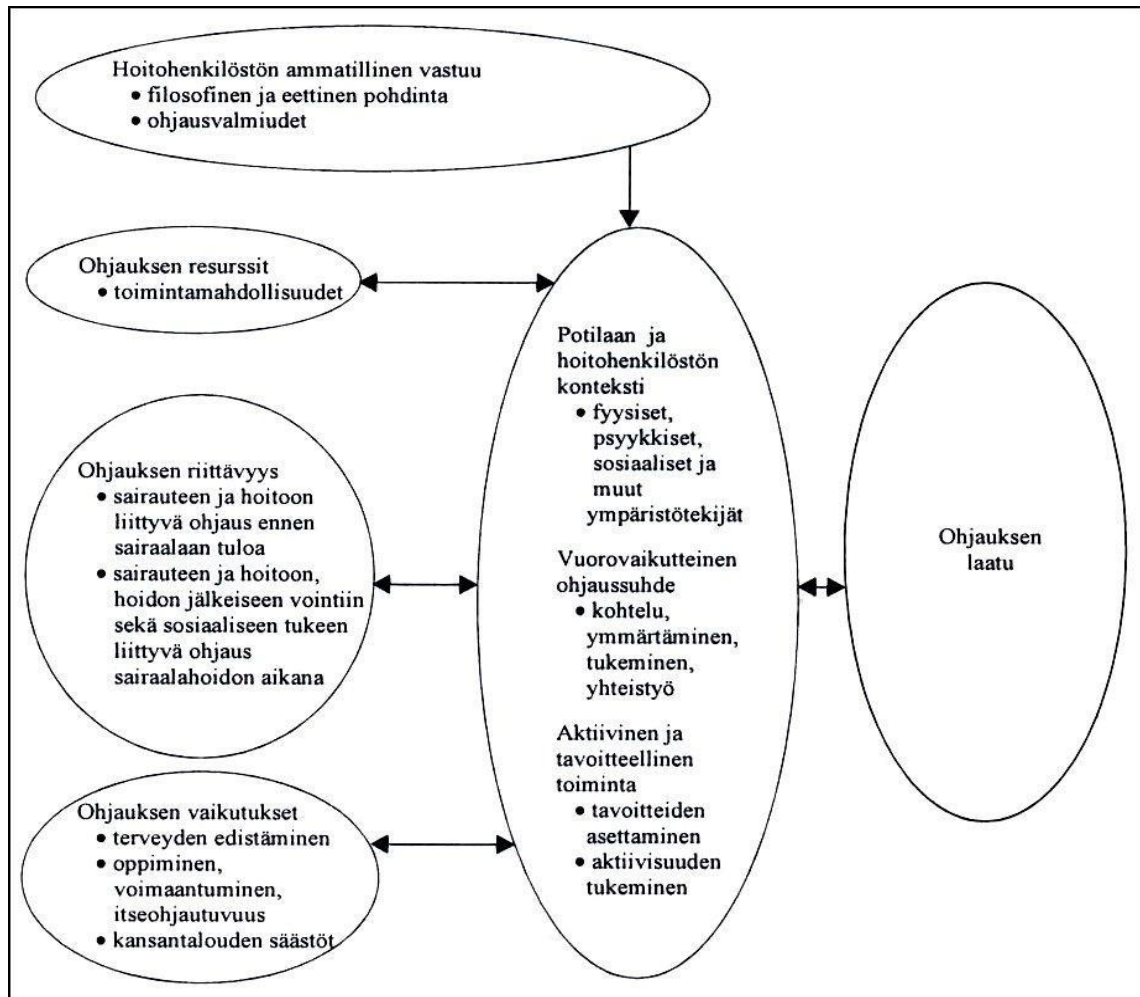 Hoitohenkilöstön ammatillinen vastuu
• filosofinen ja eettinen pohdinta
• ohjausvalmiudet
Ohjauksen resurssit
• toimintamahdollisuudet
Ohjauksen riittävyys
• sairauteen ja hoitoon
liittyvä ohjaus ennen
sairaalaan tuloa
• sairauteen ja hoitoon,
hoidon jälkeiseen vointiin
sekä sosiaaliseen tukeen
liittyvä ohjaus
sairaalahoidon aikana
Ohjauksen vaikutukset
• terveyden edistäminen
• oppiminen,
voimaantuminen,
itseohjautuvuus
• kansantalouden säästöt
Potilaan ja
hoitohenkilöstön
konteksti
• fyysiset,
psyykkiset,
sosiaaliset ja
muut
ympäristötekijät
Vuorovaikutteinen
ohjaussuhde
• kohtelu,
ymmärtäminen,
tukeminen,
yhteistyö
Aktiivinen ja
tavoitteellinen
toiminta
• tavoitteiden
asettaminen
• aktiivisuuden
tukeminen
Ohjauksen
laatu